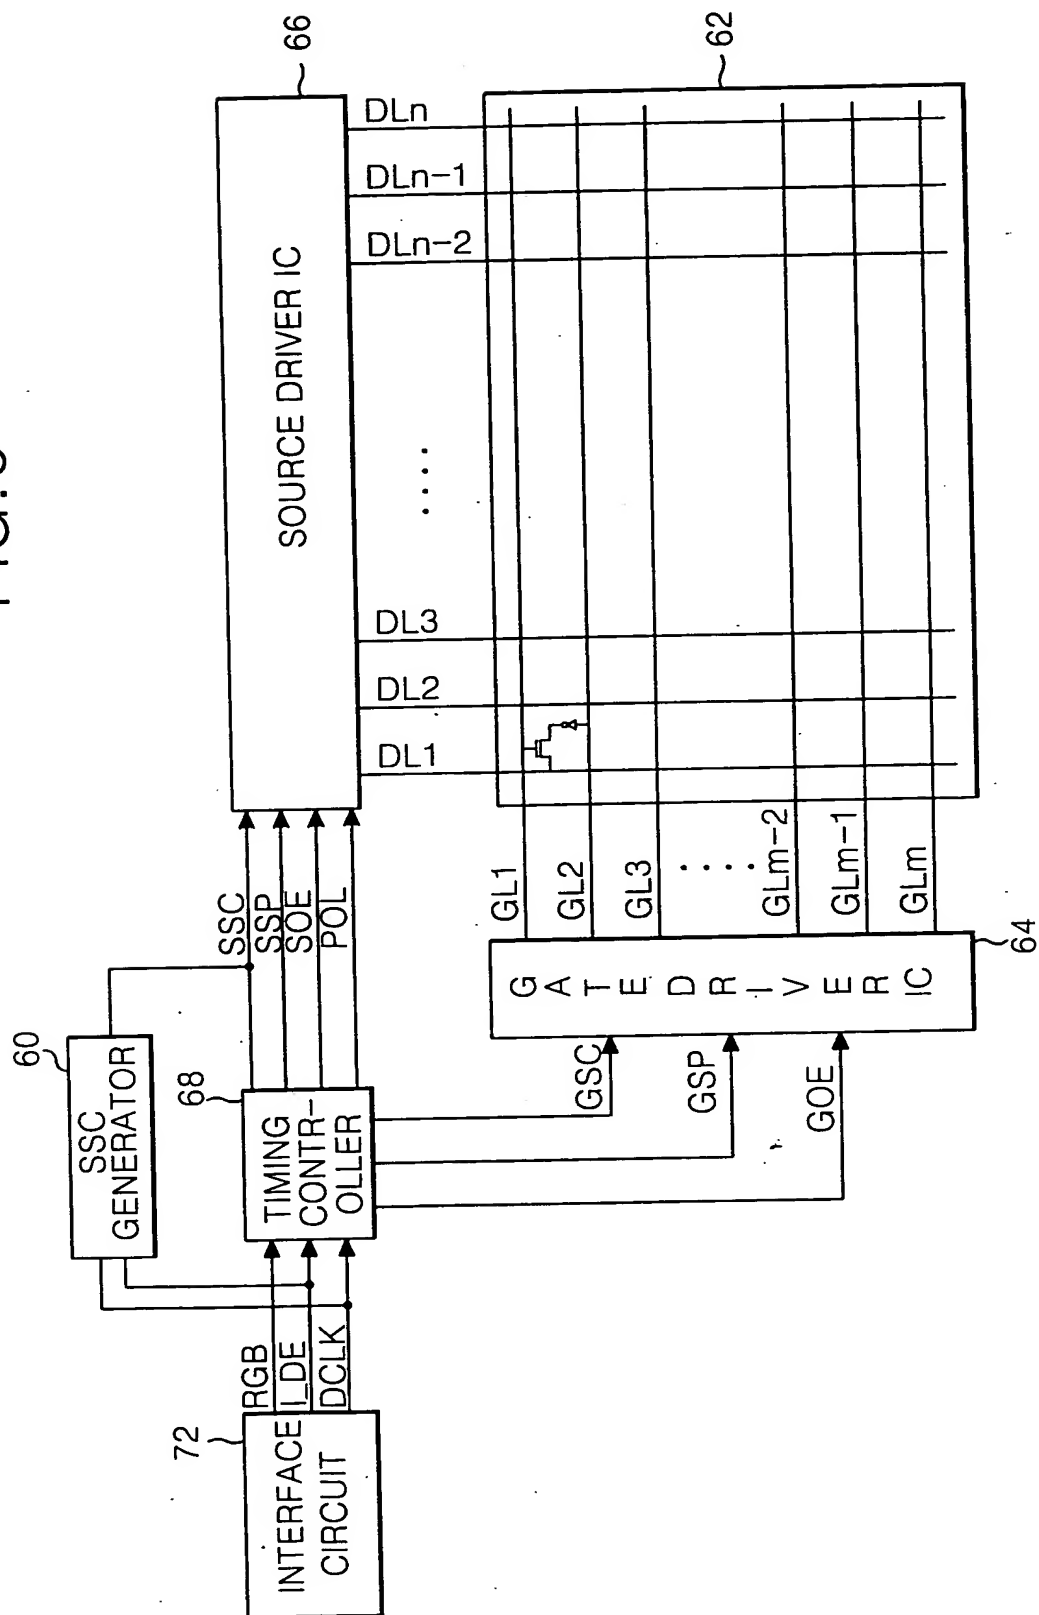 66
SOURCE DRIVER IC
DL1
DL2
DL3
....
DLn-2
DLn-1
DLn
62
60
SSC
GENERATOR
68
TIMING
CONTR-
OLLER
SSC
SSP
SOE
POL
72
INTERFACE
CIRCUIT
RGB
I_DE
DCLK
GSC
GSP
GOE
GATE DRIVER IC
64
GL1
GL2
GL3
....
GLm-2
GLm-1
GLm